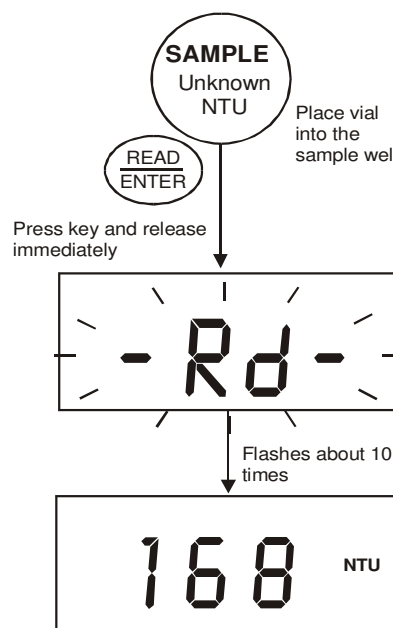 SAMPLE
Unknown
NTU
Place vial
into the
sample wel
READ
ENTER
Press key and release
immediately
- Rd -
Flashes about 10
times
168
NTU